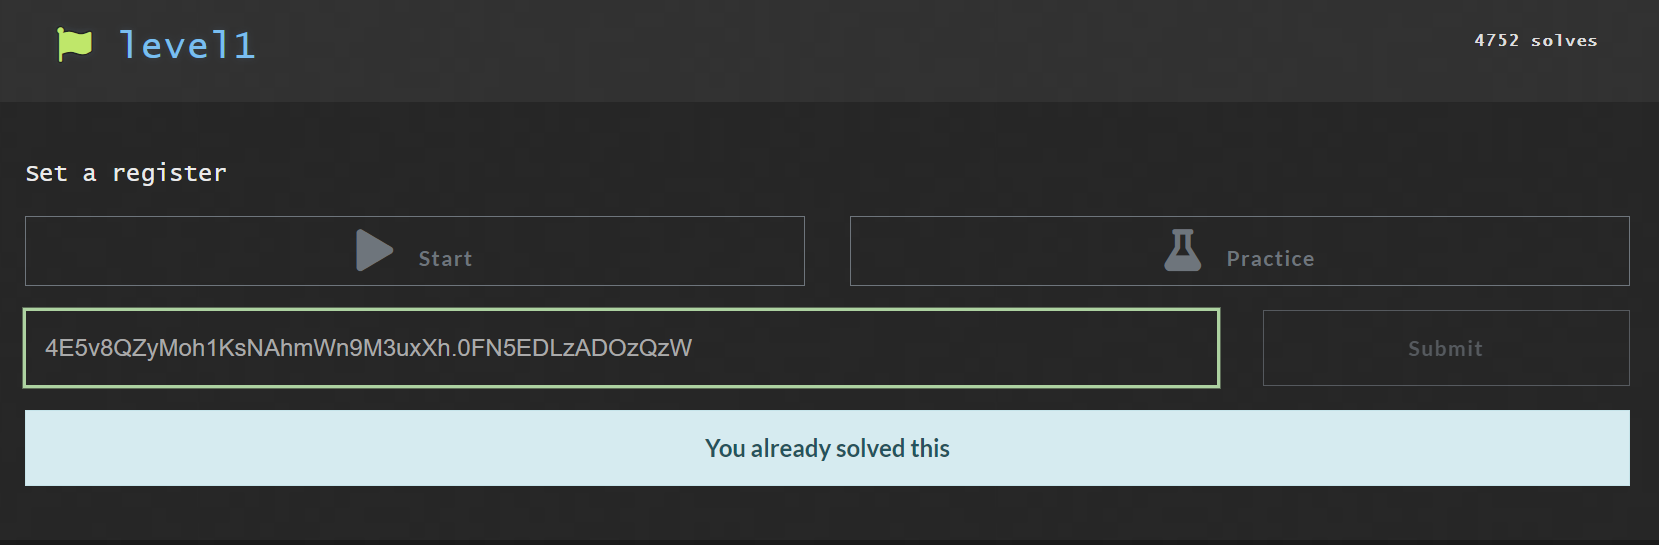 level1
4752 solves
Set a register
Start
Practice
4E5v8QZyMoh1KsNAhmWn9M3uxXh.0FN5EDLzADOzQzW
Submit
You already solved this